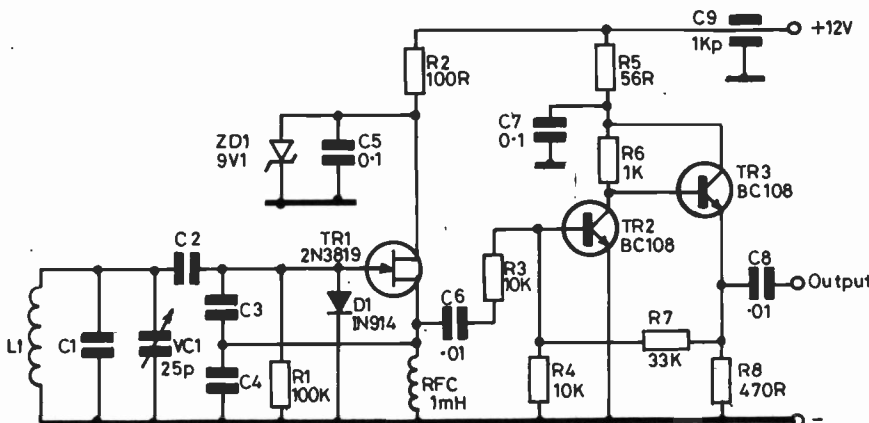 C9
1Kp
+12V
R2
100R
R5
56R
ZD1
9V1
C5
0·1
C7
0·1
R6
1K
TR3
BC108
TR1
2N3819
TR2
BC108
C2
R3
10K
C8
·01
Output
C3
D1
1N914
C6
·01
L1
C1
VC1
25p
R7
33K
C4
R1
100K
RFC
1mH
R4
10K
R8
470R
-